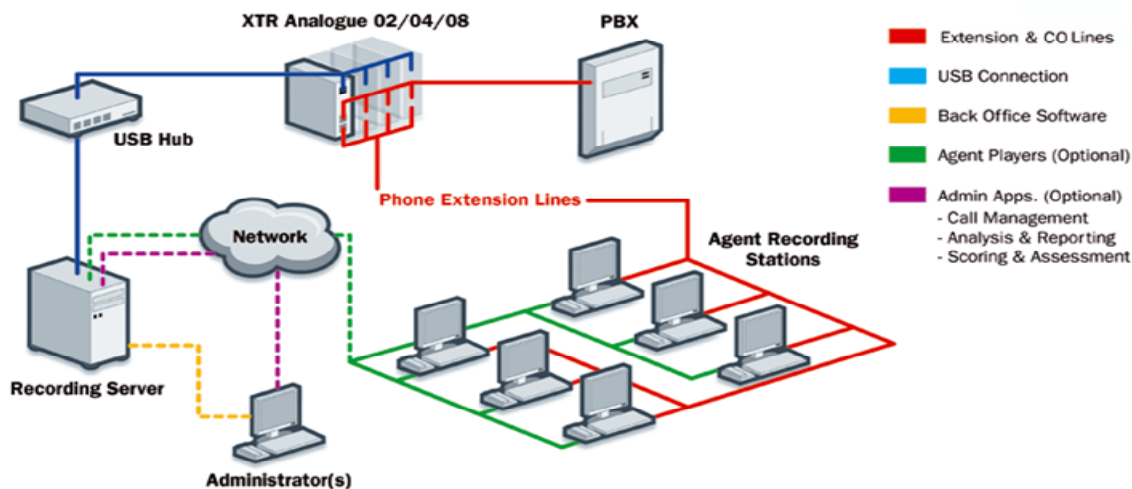 XTR Analogue 02/04/08
PBX
USB Hub
Phone Extension Lines
Network
Agent Recording
Stations
Recording Server
Administrator(s)
Extension & CO Lines
USB Connection
Back Office Software
Agent Players (Optional)
Admin Apps. (Optional)
- Call Management
- Analysis & Reporting
- Scoring & Assessment